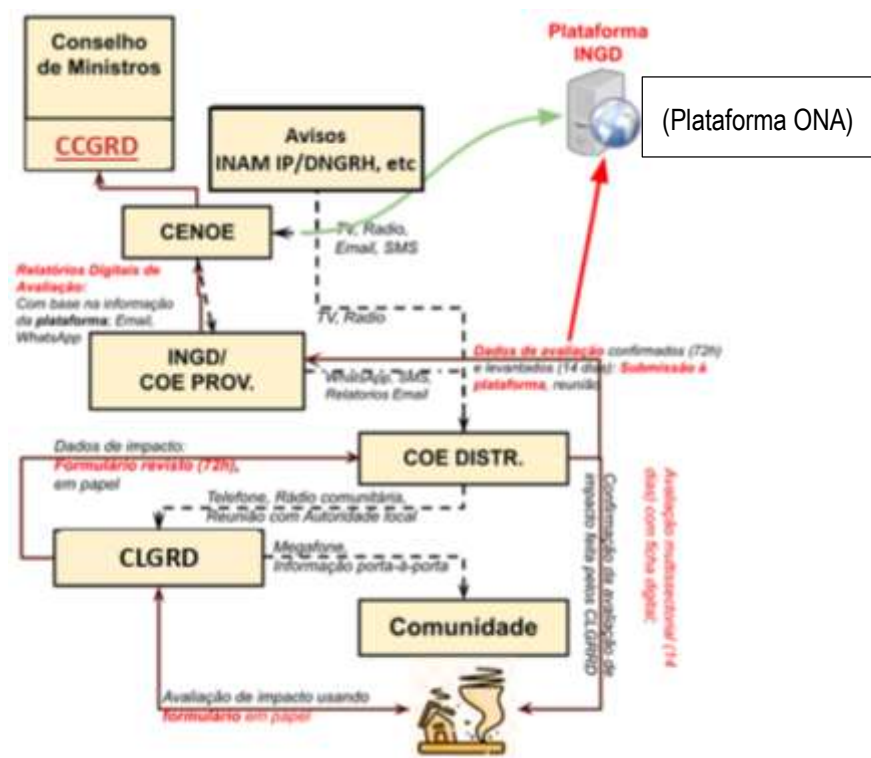 Conselho
de Ministros
CCGRD
Avisos
INAM IP/DNGRH, etc
Plataforma
INGD
(Plataforma ONA)
CENOE
TV, Radio,
Email, SMS
Relatórios Digitais de
Avaliação:
Com base na informação
da plataforma: Email,
WhatsApp
TV, Radio
INGD/
COE PROV.
WhatsApp, SMS,
Relatorios Email
Dados de avaliação confirmados (72h)
e levantados (14 dias): Submissão à
plataforma, reunião
Dados de impacto:
Formulário revisto (72h),
em papel
COE DISTR.
Telefone, Rádio comunitária,
Reunião com Autoridade local
CLGRD
Megafone,
Informação porta-à-porta
Comunidade
Confirmação da avaliação de
impacto feita pelos CLGRRD
Avaliação multissectorial (14
dias) com ficha digital;
Avaliação de impacto usando
formulário em papel